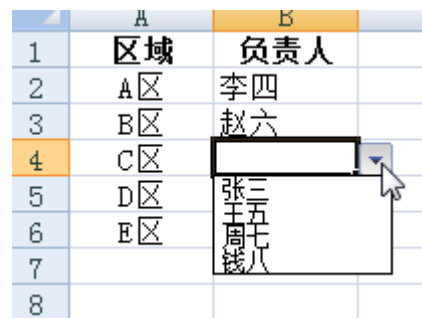 A B
1 区域 负责人
2 A区 李四
3 B区 赵六
4 C区
5 D区 张三
王五
6 E区 周七
7 钱八
8